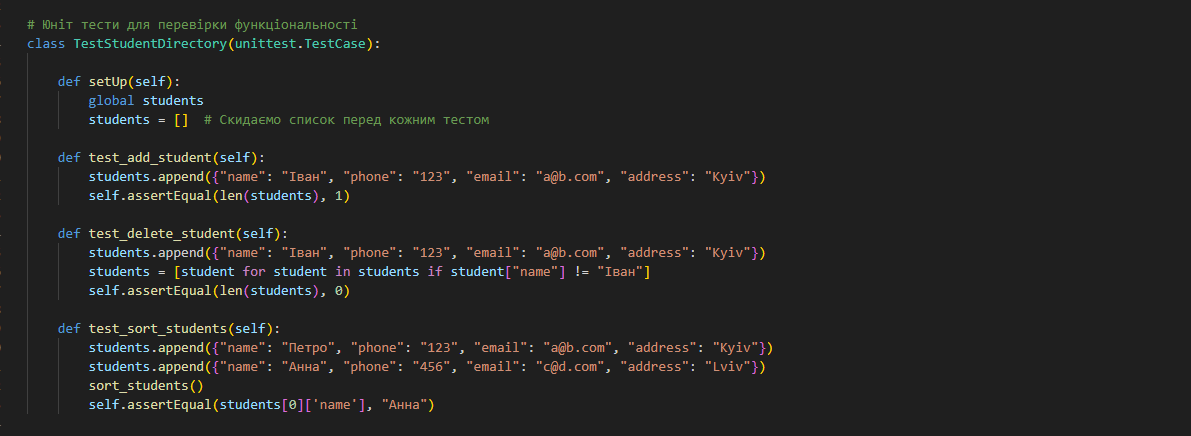 # Юніт тести для перевірки функціональності
class TestStudentDirectory(unittest.TestCase):
def setUp(self):
global students
students = []  # Скидаємо список перед кожним тестом
def test_add_student(self):
students.append({"name": "Іван", "phone": "123", "email": "a@b.com", "address": "Kyiv"})
self.assertEqual(len(students), 1)
def test_delete_student(self):
students.append({"name": "Іван", "phone": "123", "email": "a@b.com", "address": "Kyiv"})
students = [student for student in students if student["name"] != "Іван"]
self.assertEqual(len(students), 0)
def test_sort_students(self):
students.append({"name": "Петро", "phone": "123", "email": "a@b.com", "address": "Kyiv"})
students.append({"name": "Анна", "phone": "456", "email": "c@d.com", "address": "Lviv"})
sort_students()
self.assertEqual(students[0]['name'], "Анна")